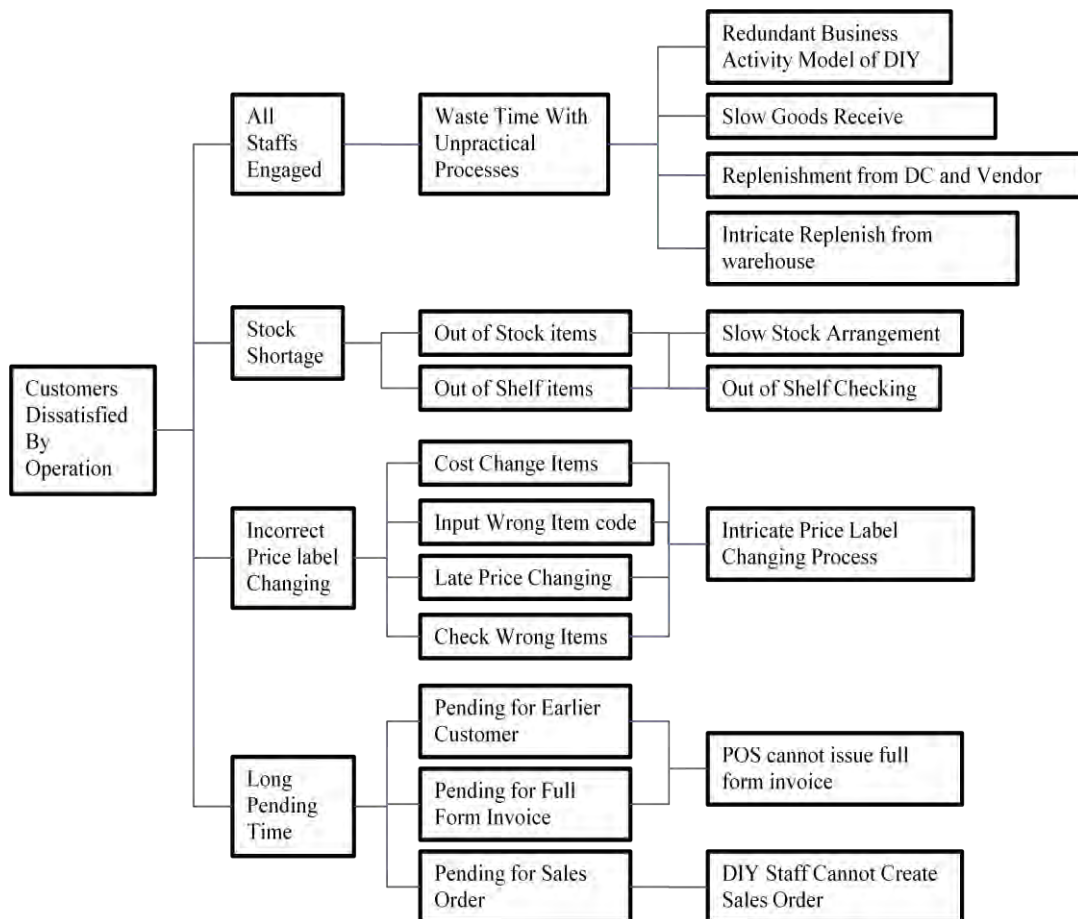 Customers
Dissatisfied
By
Operation
All
Staffs
Engaged
Waste Time With
Unpractical
Processes
Redundant Business
Activity Model of DIY
Slow Goods Receive
Replenishment from DC and Vendor
Intricate Replenish from
warehouse
Stock
Shortage
Out of Stock items
Out of Shelf items
Slow Stock Arrangement
Out of Shelf Checking
Incorrect
Price label
Changing
Cost Change Items
Input Wrong Item code
Late Price Changing
Check Wrong Items
Intricate Price Label
Changing Process
Long
Pending
Time
Pending for Earlier
Customer
Pending for Full
Form Invoice
Pending for Sales
Order
POS cannot issue full
form invoice
DIY Staff Cannot Create
Sales Order